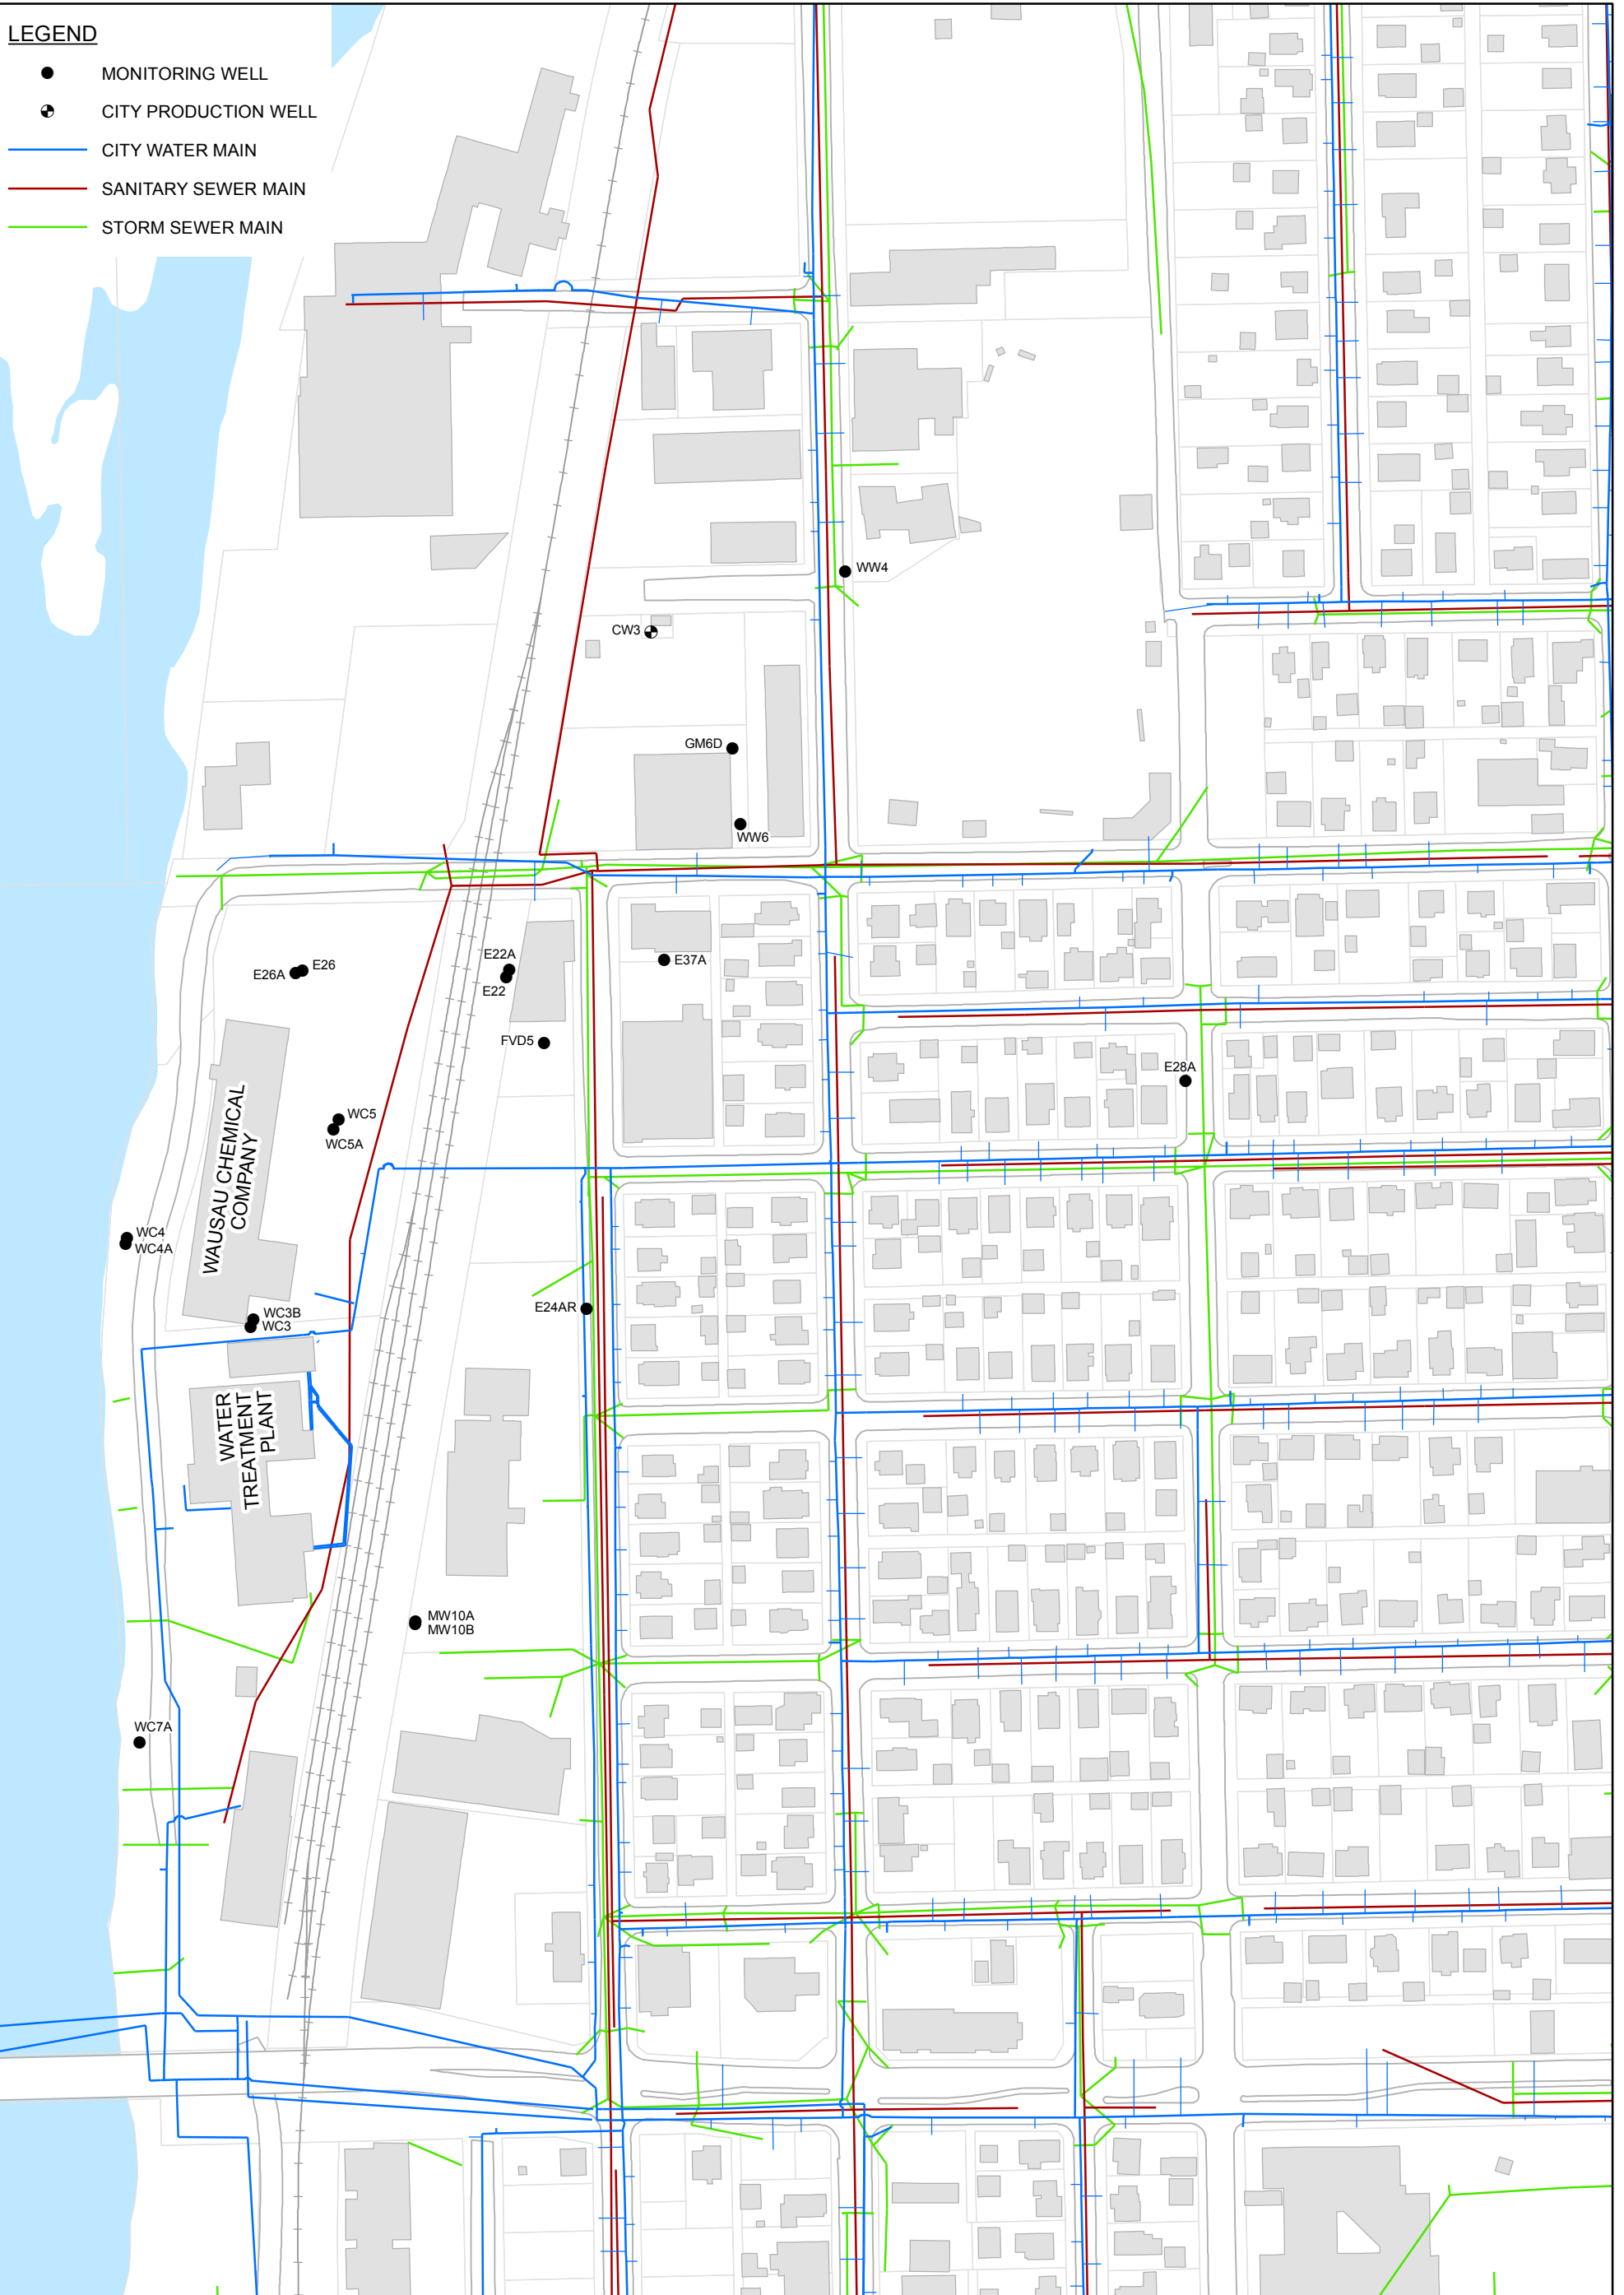 LEGEND
MONITORING WELL
CITY PRODUCTION WELL
CITY WATER MAIN
SANITARY SEWER MAIN
STORM SEWER MAIN
WW4
CW3
GM6D
WW6
E22A
E26
E26A
E37A
E22
FVD5
E28A
WC5
WC5A
WAUSAU CHEMICAL
COMPANY
WC4
WC4A
E24AR
WC3B
WC3
WATER
TREATMENT
PLANT
MW10A
MW10B
WC7A